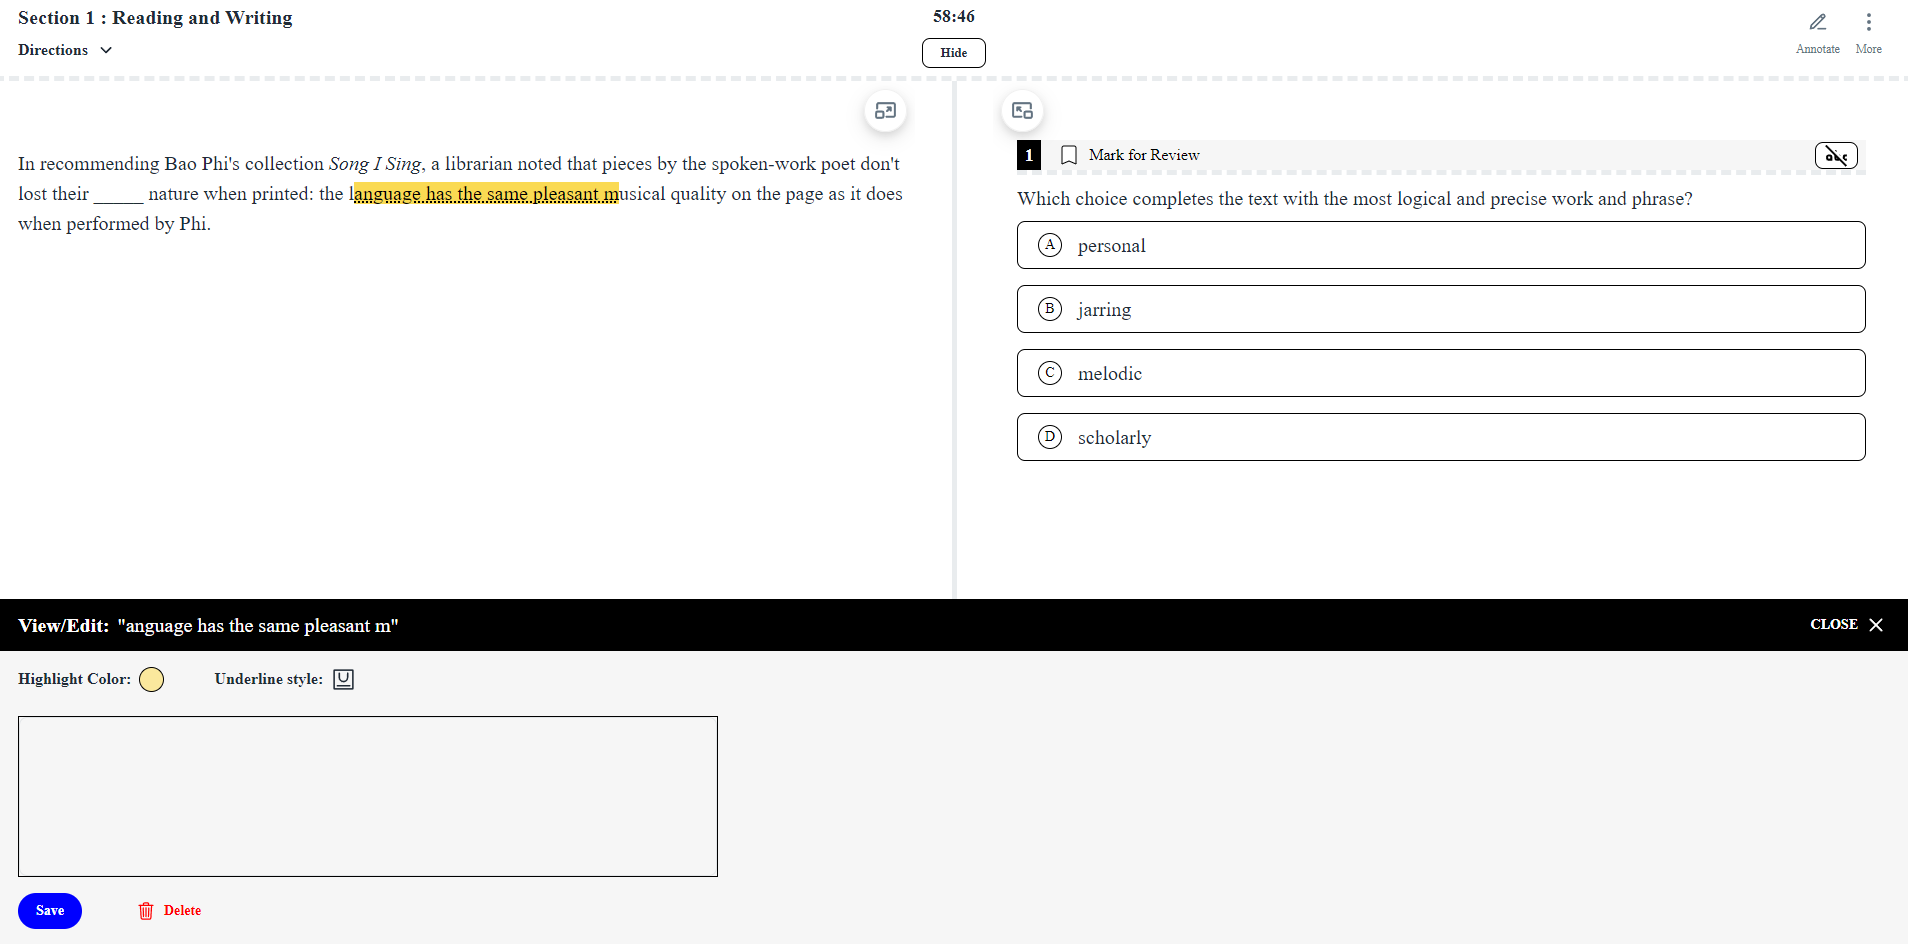 Section 1 : Reading and Writing
58:46
Annotate
More
Directions
Hide
In recommending Bao Phi's collection Song I Sing, a librarian noted that pieces by the spoken-work poet don't
lost their _____ nature when printed: the language has the same pleasant musical quality on the page as it does
when performed by Phi.
1
Mark for Review
abc
Which choice completes the text with the most logical and precise work and phrase?
A personal
B jarring
C melodic
D scholarly
View/Edit: "anguage has the same pleasant m"
CLOSE
Highlight Color:
Underline style: U
Save
Delete